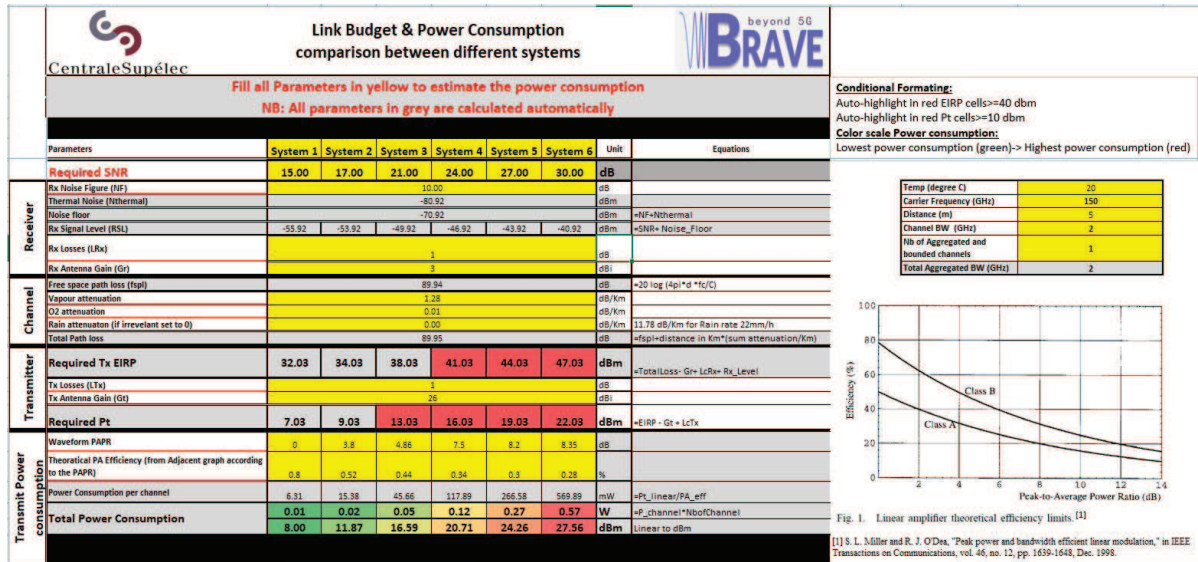 CentraleSupélec
Link Budget & Power Consumption
comparison between different systems
beyond 5G
BRAVE
Fill all Parameters in yellow to estimate the power consumption
NB: All parameters in grey are calculated automatically
Conditional Formating:
Auto-highlight in red EIRP cells>=40 dbm
Auto-highlight in red Pt cells>=10 dbm
Color scale Power consumption:
Lowest power consumption (green)-> Highest power consumption (red)
Parameters System 1 System 2 System 3 System 4 System 5 System 6 Unit Equations
Required SNR 15.00 17.00 21.00 24.00 27.00 30.00 dB
Receiver
Rx Noise Figure (NF) 10.00 dB
Thermal Noise (Nthermal) -80.92 dBm
Noise floor -70.92 dBm =NF+Nthermal
Rx Signal Level (RSL) -55.92 -53.92 -49.92 -46.92 -43.92 -40.92 dBm =SNR+ Noise_Floor
Rx Losses (LRx) 1 dB
Rx Antenna Gain (Gr) 3 dBi
Channel
Free space path loss (fspl) 89.94 dB =20 log (4pi*d *fc/C)
Vapour attenuation 1.28 dB/Km
O2 attenuation 0.01 dB/Km
Rain attenuaton (if irrevelant set to 0) 0.00 dB/Km 11.78 dB/Km for Rain rate 22mm/h
Total Path loss 89.95 dB =fspl+distance in Km*(sum attenuation/Km)
Transmitter
Required Tx EIRP 32.03 34.03 38.03 41.03 44.03 47.03 dBm =TotalLoss- Gr+ LcRx+ Rx_Level
Tx Losses (LTx) 1 dB
Tx Antenna Gain (Gt) 26 dBi
Required Pt 7.03 9.03 13.03 16.03 19.03 22.03 dBm =EIRP - Gt + LcTx
Transmit Power
consumption
Waveform PAPR 0 3.8 4.86 7.5 8.2 8.35 dB
Theoratical PA Efficiency (from Adjacent graph according
to the PAPR) 0.8 0.52 0.44 0.34 0.3 0.28 %
Power Consumption per channel 6.31 15.38 45.66 117.89 266.58 569.89 mW =Pt_linear/PA_eff
Total Power Consumption 0.01 0.02 0.05 0.12 0.27 0.57 W =P_channel*NbofChannel
8.00 11.87 16.59 20.71 24.26 27.56 dBm Linear to dBm
Temp (degree C) 20
Carrier Frequency (GHz) 150
Distance (m) 5
Channel BW (GHz) 2
Nb of Aggregated and
bounded channels 1
Total Aggregated BW (GHz) 2
100
80
60
40
20
0
Efficiency (%)
Class B
Class A
2 4 6 8 10 12 14
Peak-to-Average Power Ratio (dB)
Fig. 1. Linear amplifier theoretical efficiency limits. [1]
[1] S. L. Miller and R. J. O'Dea, "Peak power and bandwidth efficient linear modulation," in IEEE
Transactions on Communications, vol. 46, no. 12, pp. 1639-1648, Dec. 1998.